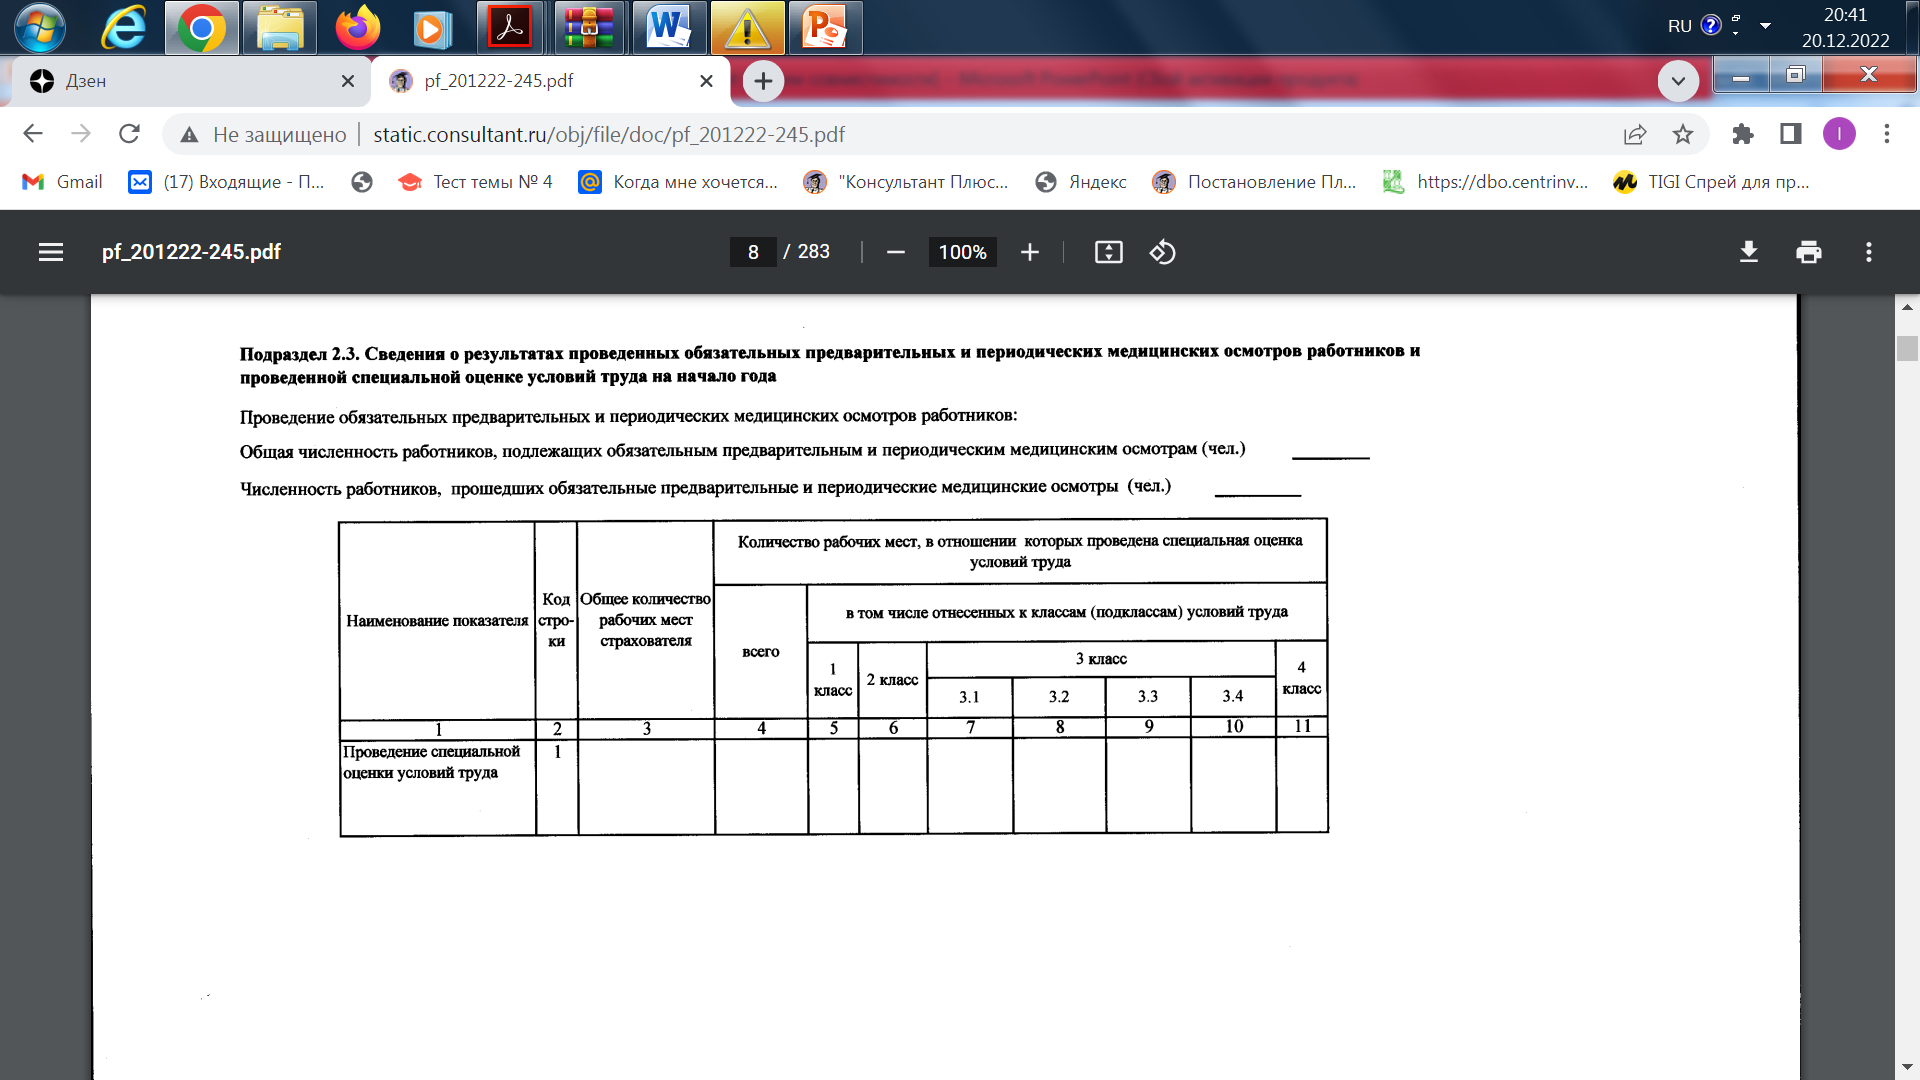 RU
20:41
20.12.2022
Дзен
pf_201222-245.pdf
Не защищено
static.consultant.ru/obj/file/doc/pf_201222-245.pdf
I
Gmail
(17) Входящие - П...
Тест темы № 4
Когда мне хочется...
"Консультант Плюс...
Яндекс
Постановление Пл...
https://dbo.centrinv...
TIGI Спрей для пр...
pf_201222-245.pdf
8 / 283
100%
Подраздел 2.3. Сведения о результатах проведенных обязательных предварительных и периодических медицинских осмотров работников и
проведенной специальной оценке условий труда на начало года
Проведение обязательных предварительных и периодических медицинских осмотров работников:
Общая численность работников, подлежащих обязательным предварительным и периодическим медицинским осмотрам (чел.)
Численность работников, прошедших обязательные предварительные и периодические медицинские осмотры (чел.)
Наименование показателя
Код
стро-
ки
Общее количество
рабочих мест
страхователя
Количество рабочих мест, в отношении которых проведена специальная оценка
условий труда
всего
в том числе отнесенных к классам (подклассам) условий труда
1
класс
2 класс
3 класс
3.1
3.2
3.3
3.4
4
класс
1 2 3 4 5 6 7 8 9 10 11
Проведение специальной
оценки условий труда
1